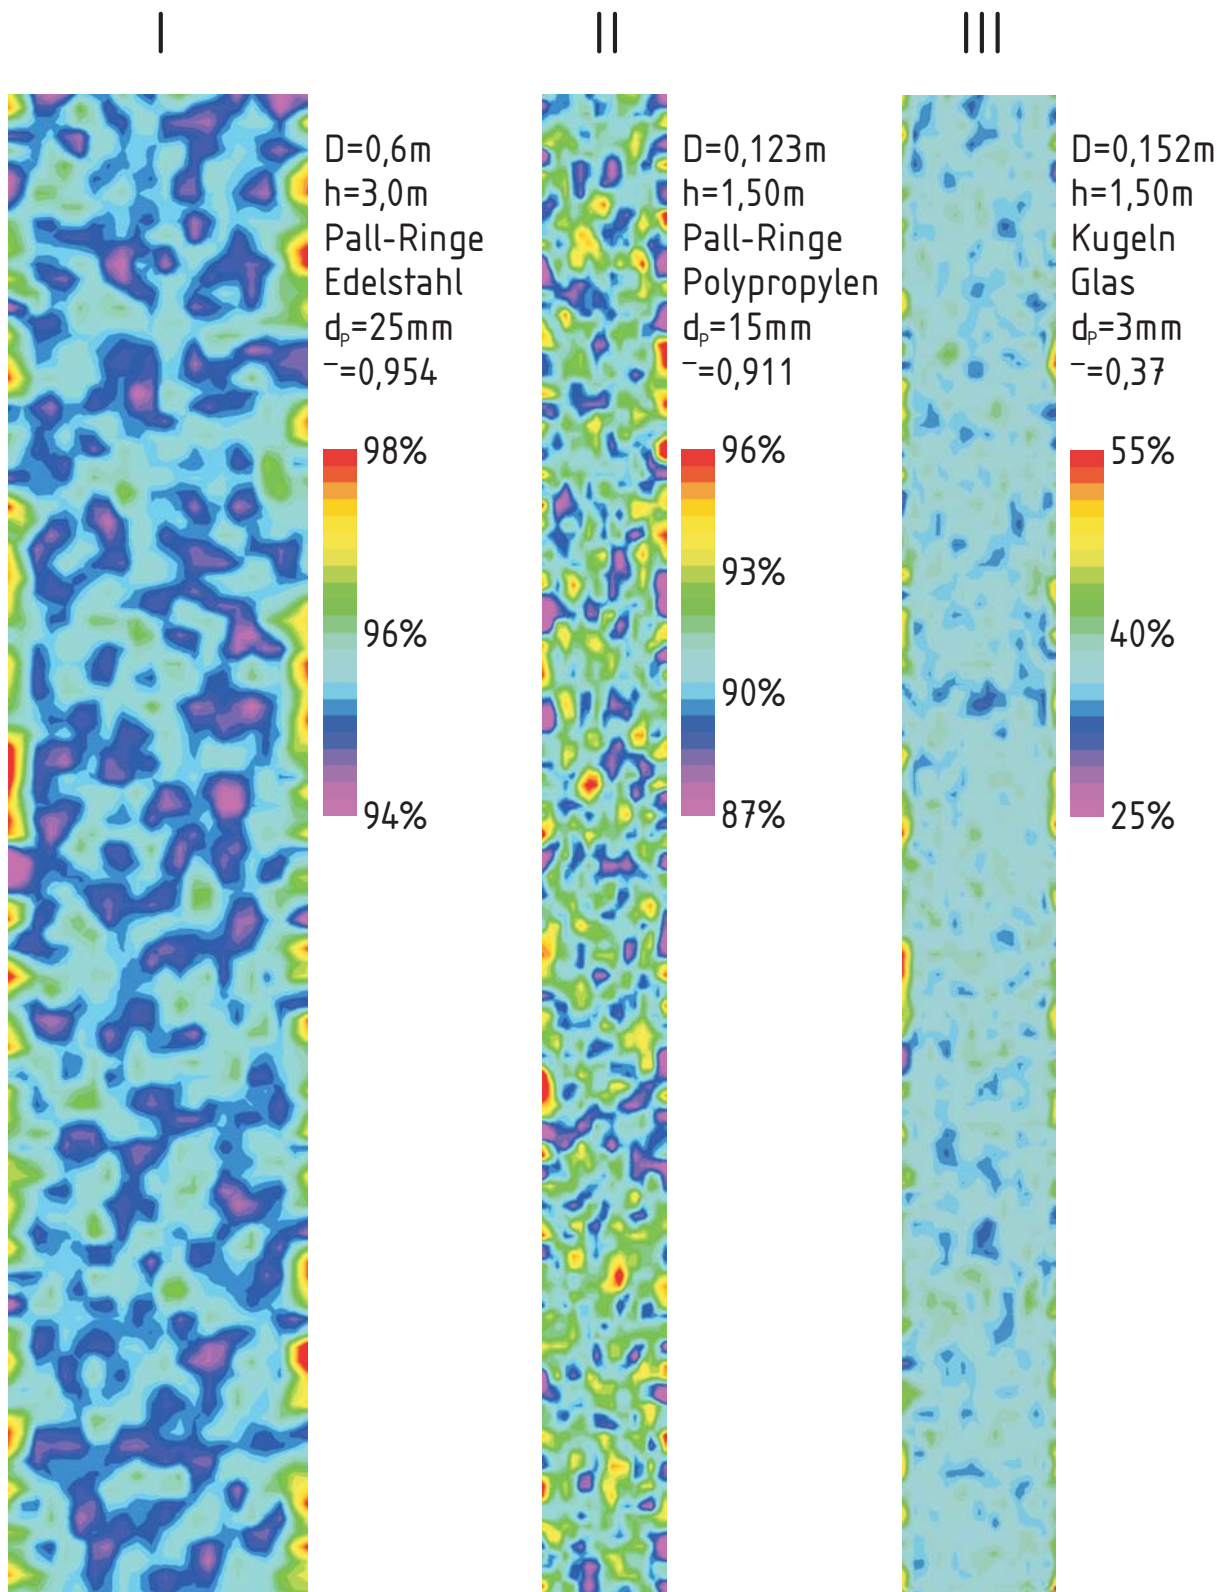 I
II
III
D=0,6m
h=3,0m
Pall-Ringe
Edelstahl
dP=25mm
¯=0,954
98%
96%
94%
D=0,123m
h=1,50m
Pall-Ringe
Polypropylen
dP=15mm
¯=0,911
96%
93%
90%
87%
D=0,152m
h=1,50m
Kugeln
Glas
dP=3mm
¯=0,37
55%
40%
25%